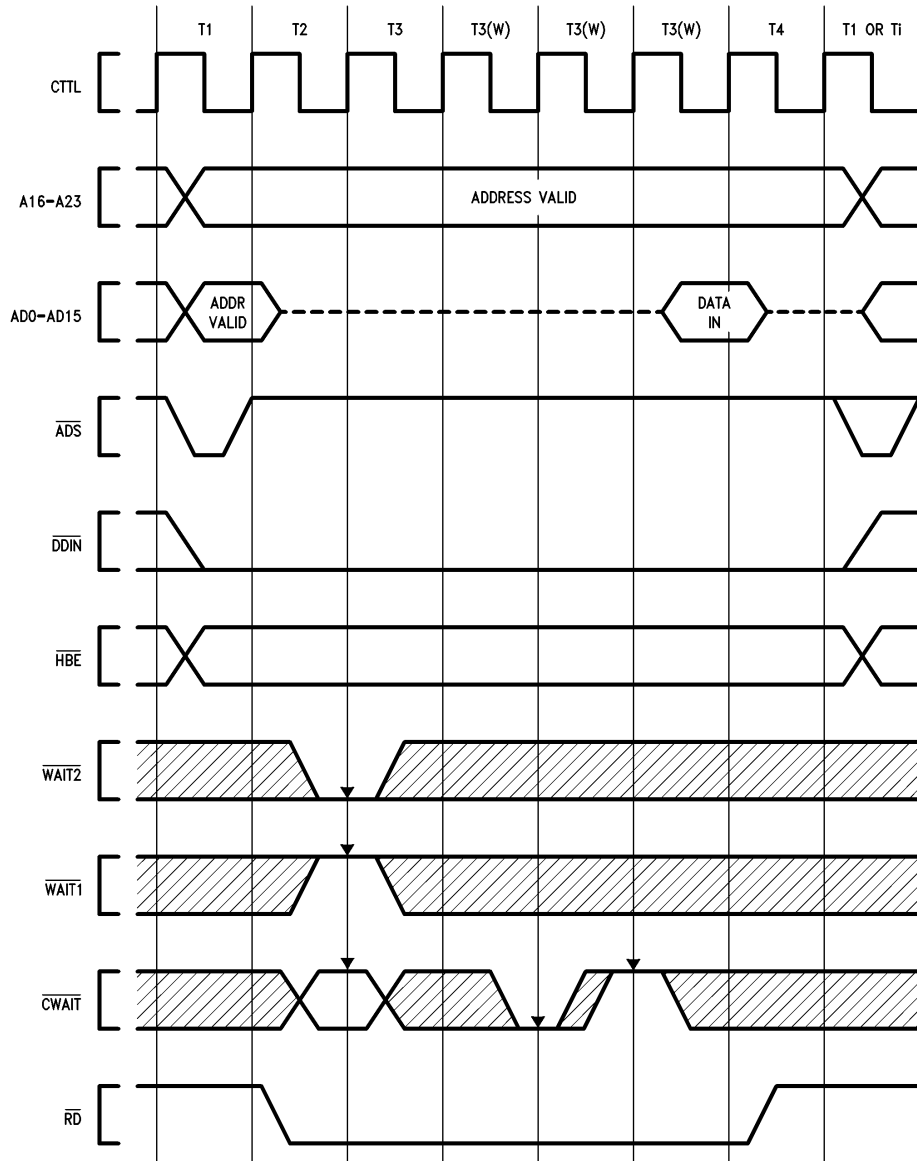 T1 T2 T3 T3(W) T3(W) T3(W) T4 T1 OR Ti
CTTL
A16-A23 ADDRESS VALID
AD0-AD15 ADDR VALID DATA IN
ADS
DDIN
HBE
WAIT2
WAIT1
CWAIT
RD